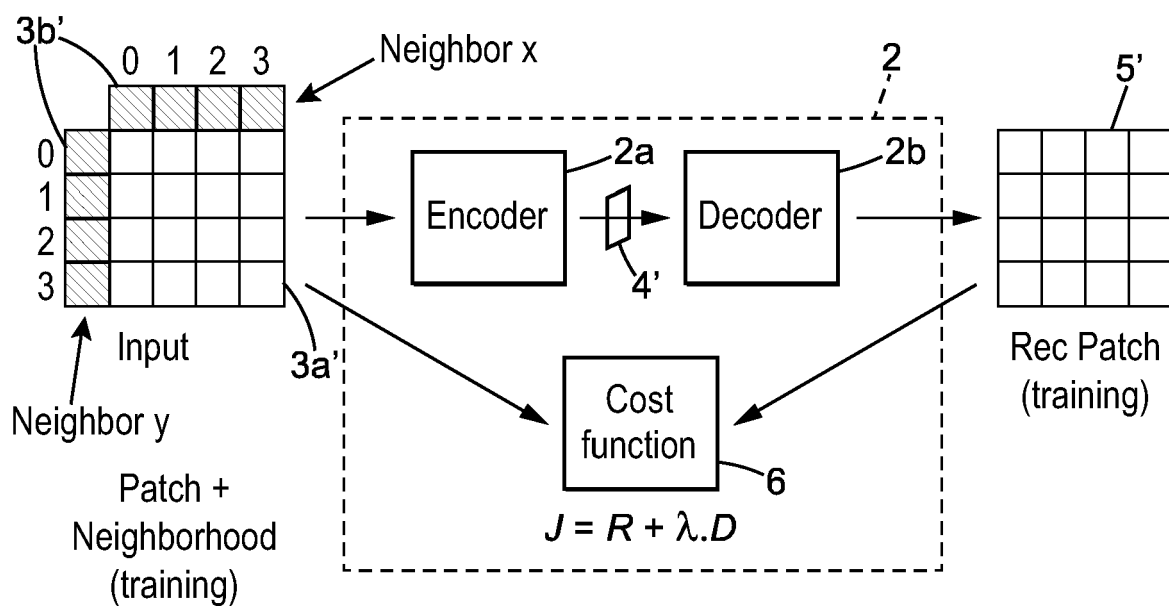 3b’
0 1 2 3
Neighbor x
0
1
2
3
Input
3a’
Neighbor y
Patch +
Neighborhood
(training)
2
2a
Encoder
4’
2b
Decoder
Cost
function
6
J = R + λ.D
5’
Rec Patch
(training)